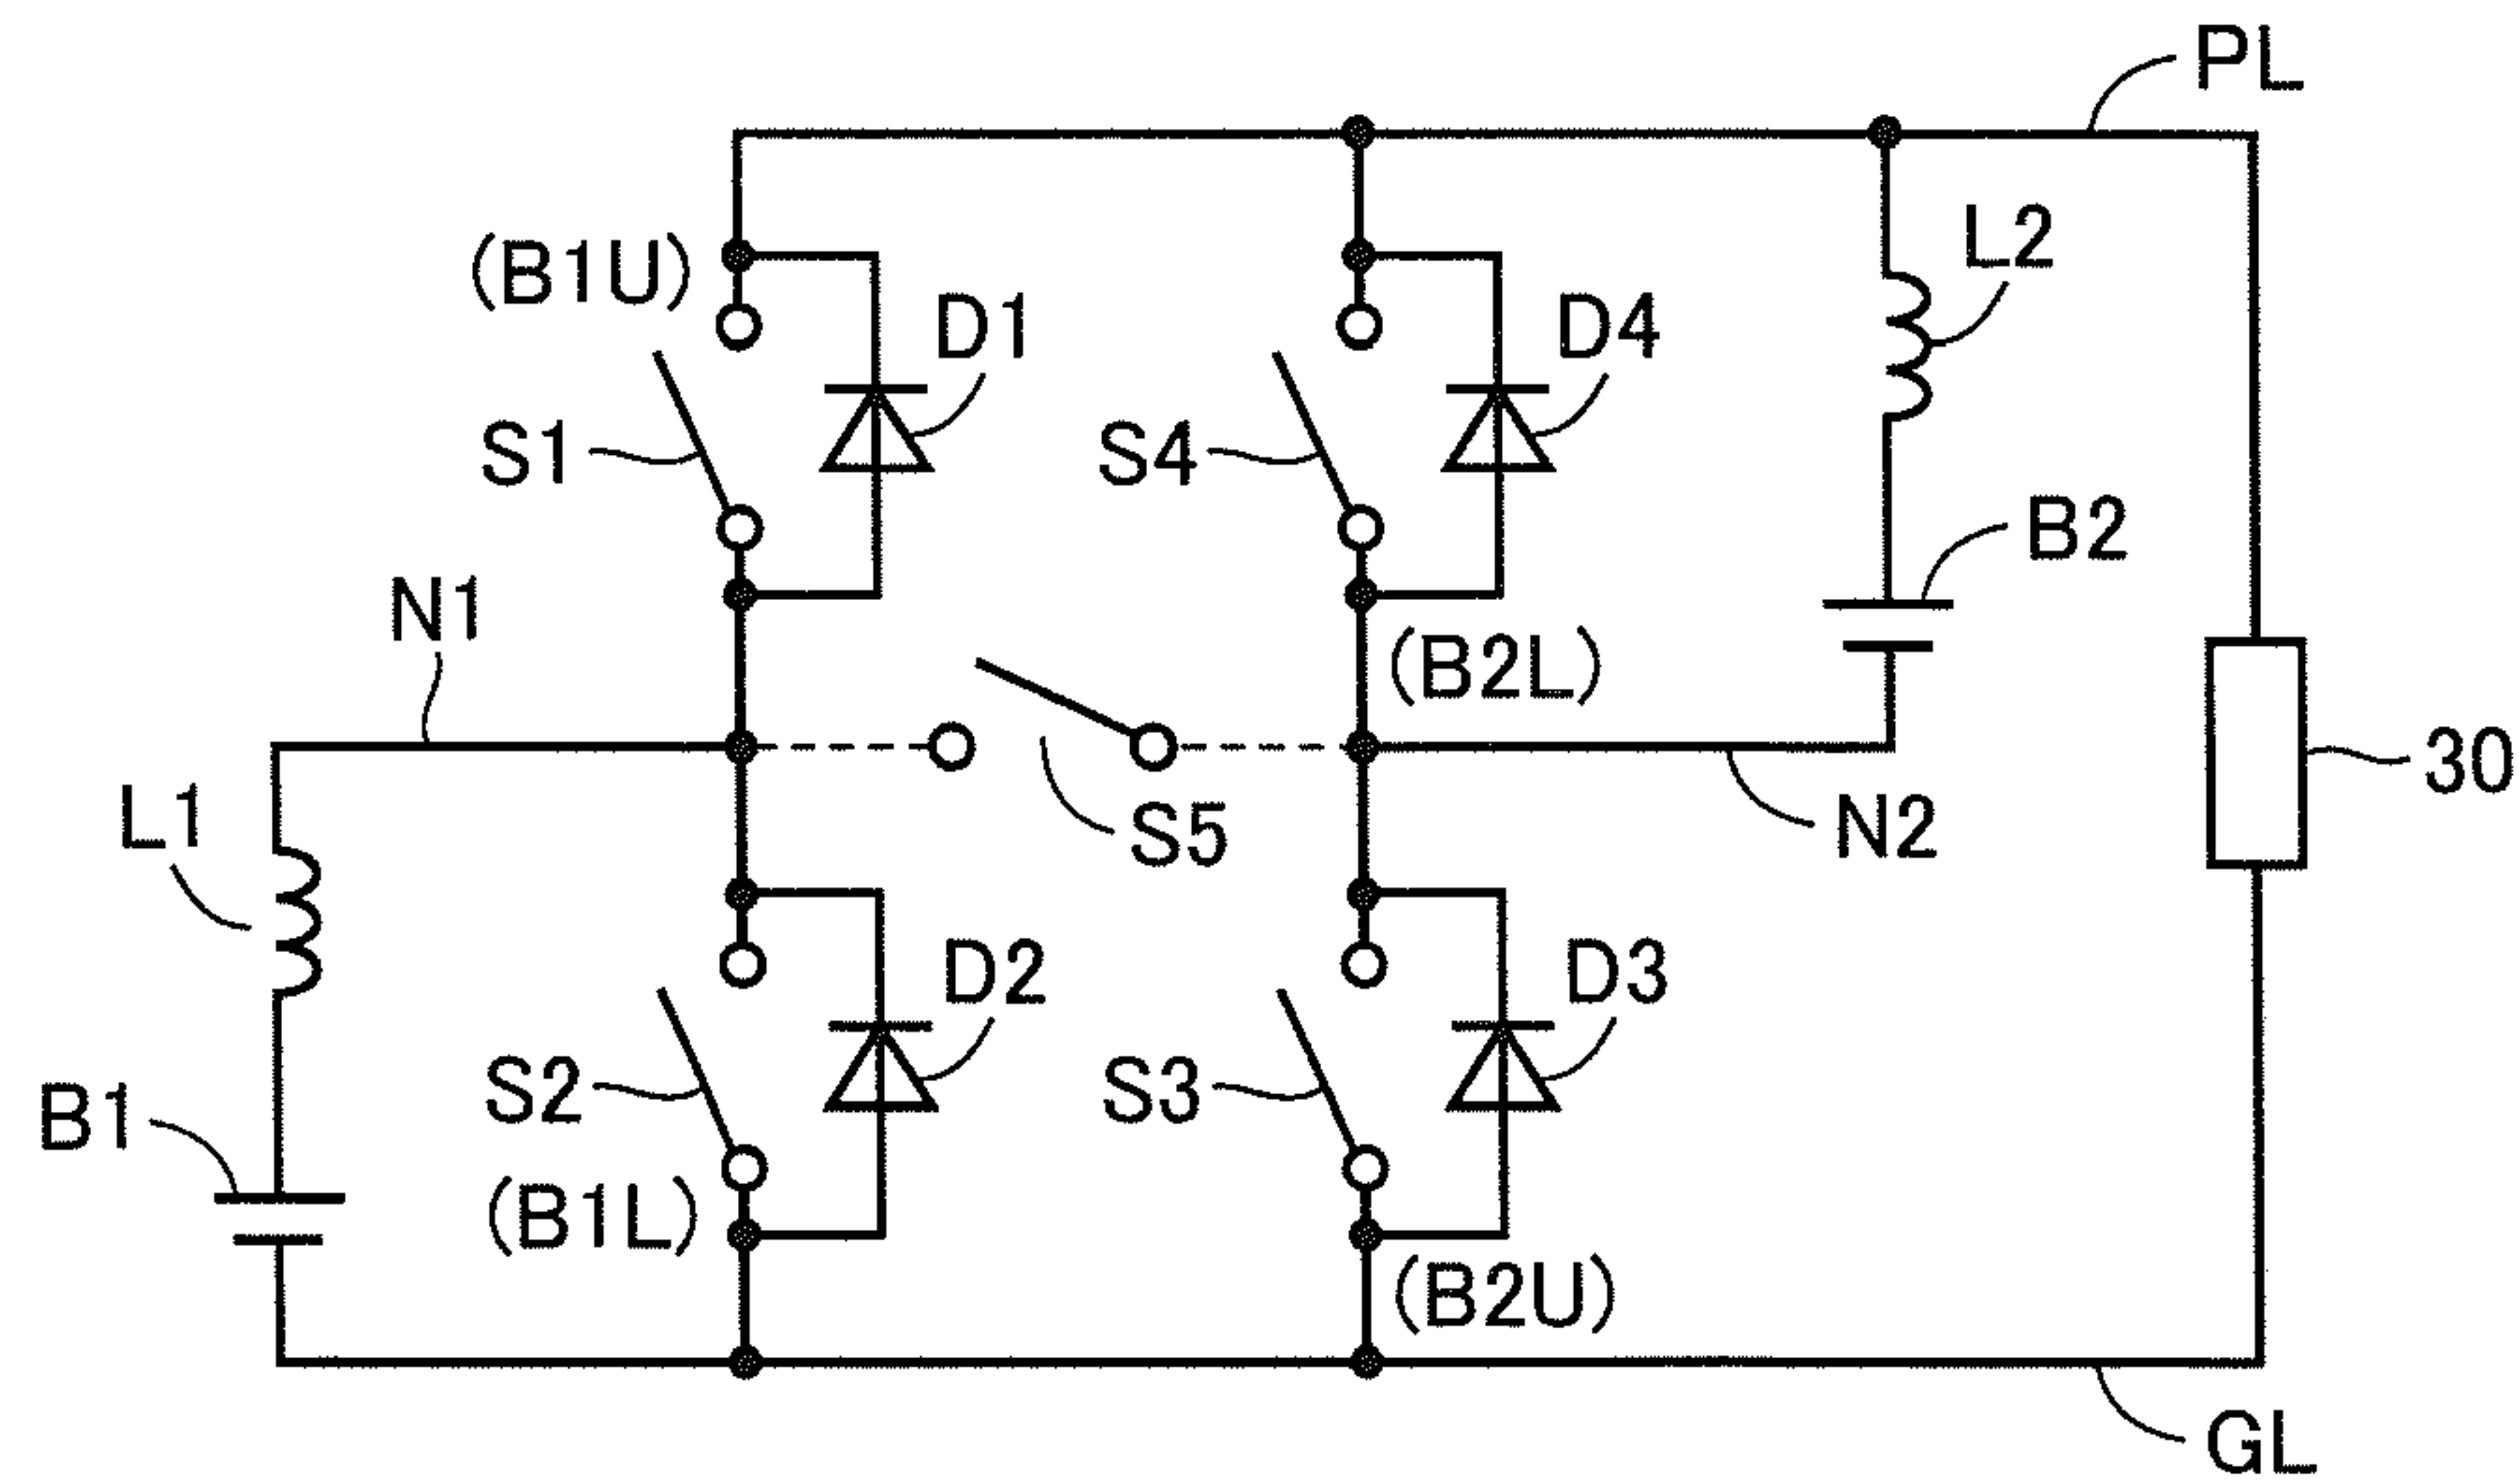 PL
(B1U)
L2
D1
D4
S1
S4
B2
N1
(B2L)
30
L1
S5
N2
D2
D3
B1
S2
S3
(B1L)
(B2U)
GL